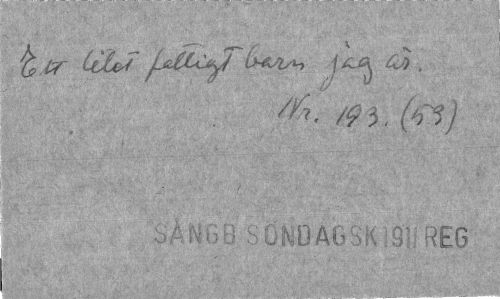 Ett litet fattigt barn jag är.
Nr. 193. (53)
SÅNGB SÖNDAGSK 1911 REG